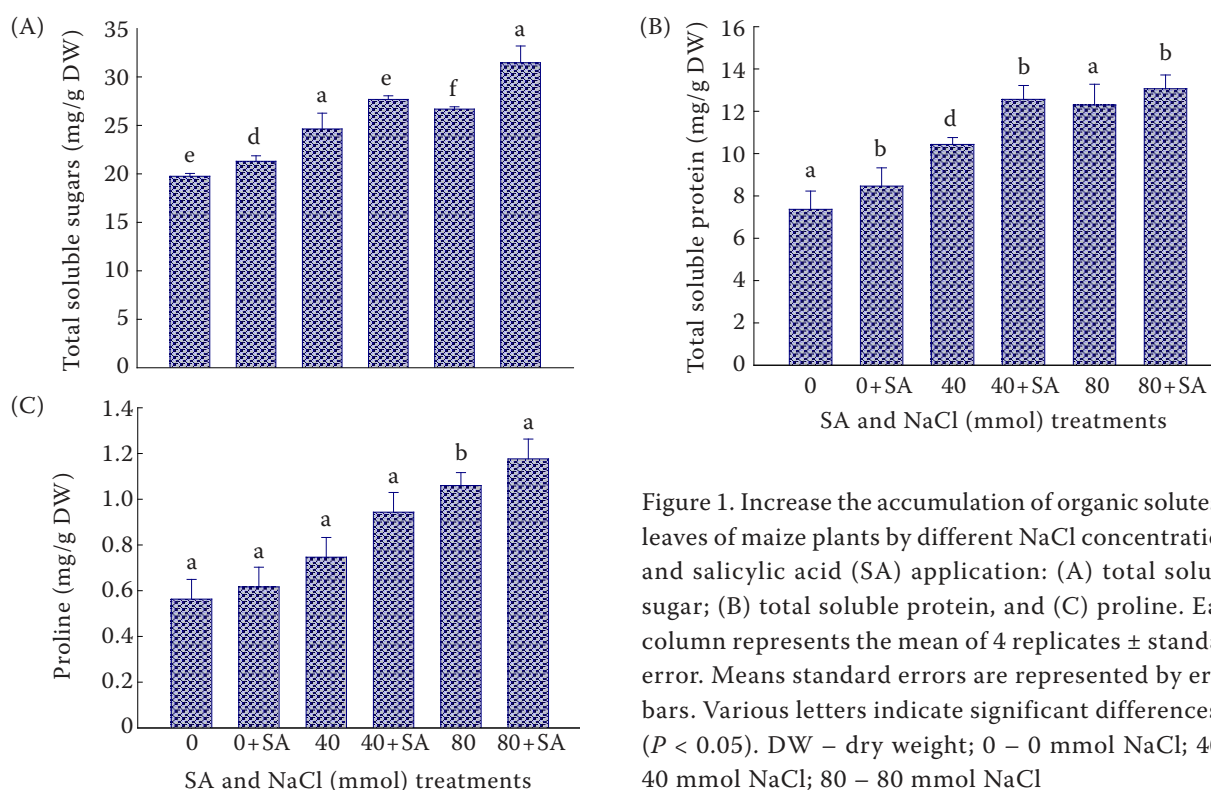 (A)
Total soluble sugars (mg/g DW)
35
30
25
20
15
10
5
0
e
d
a
e
f
a
(B)
Total soluble protein (mg/g DW)
16
14
12
10
8
6
4
2
0
a
b
d
b
a
b
0 0+SA 40 40+SA 80 80+SA
SA and NaCl (mmol) treatments
(C)
Proline (mg/g DW)
1.4
1.2
1.0
0.8
0.6
0.4
0.2
0
a
a
a
a
b
a
0 0+SA 40 40+SA 80 80+SA
SA and NaCl (mmol) treatments
Figure 1. Increase the accumulation of organic solute
leaves of maize plants by different NaCl concentratio
and salicylic acid (SA) application: (A) total solu
sugar; (B) total soluble protein, and (C) proline. Ea
column represents the mean of 4 replicates ± standa
error. Means standard errors are represented by er
bars. Various letters indicate significant differences
(P < 0.05). DW – dry weight; 0 – 0 mmol NaCl; 40
40 mmol NaCl; 80 – 80 mmol NaCl